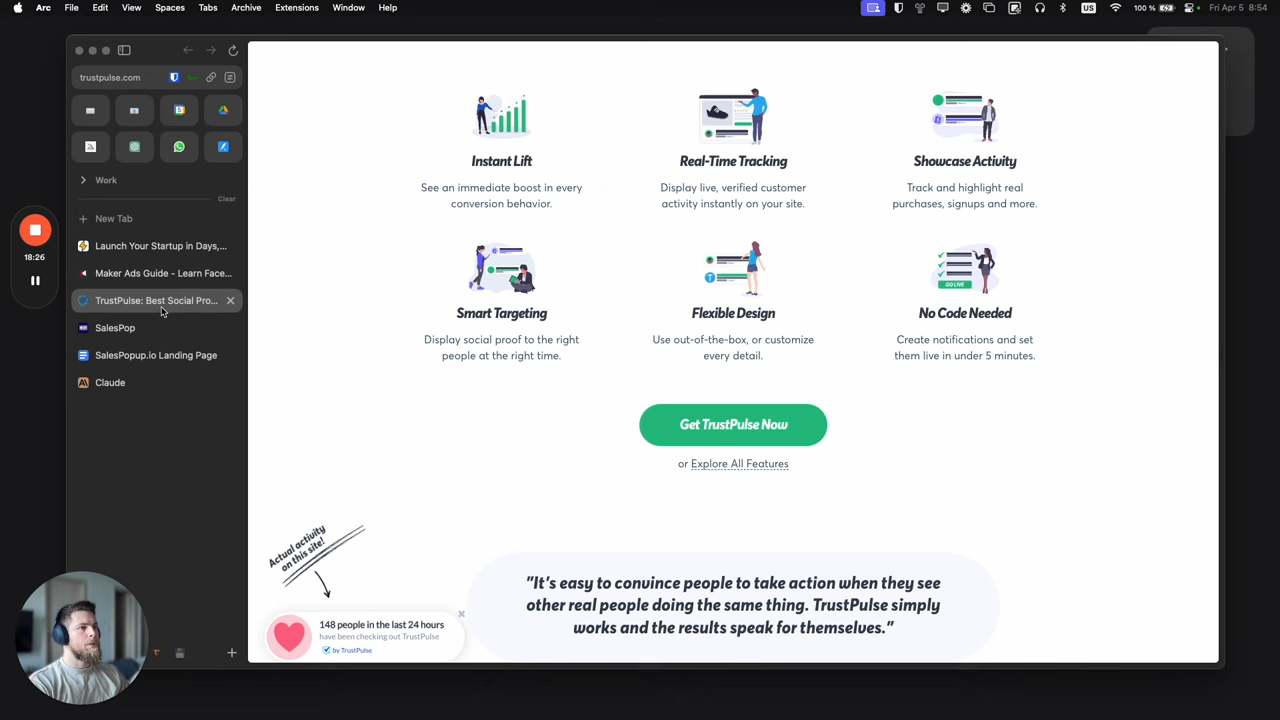 Arc File Edit View Spaces Tabs Archive Extensions Window Help
US 100 % Fri Apr 5 8:54
trustpulse.com
Work
Clear
New Tab
Launch Your Startup in Days,...
Maker Ads Guide - Learn Face...
TrustPulse: Best Social Pro...
SalesPop
SalesPopup.io Landing Page
Claude
18:26
Instant Lift
See an immediate boost in every
conversion behavior.
Real-Time Tracking
Display live, verified customer
activity instantly on your site.
Showcase Activity
Track and highlight real
purchases, signups and more.
Smart Targeting
Display social proof to the right
people at the right time.
Flexible Design
Use out-of-the-box, or customize
every detail.
GO LIVE
No Code Needed
Create notifications and set
them live in under 5 minutes.
Get TrustPulse Now
or Explore All Features
Actual activity
on this site!
148 people in the last 24 hours
have been checking out TrustPulse
by TrustPulse
"It's easy to convince people to take action when they see
other real people doing the same thing. TrustPulse simply
works and the results speak for themselves."